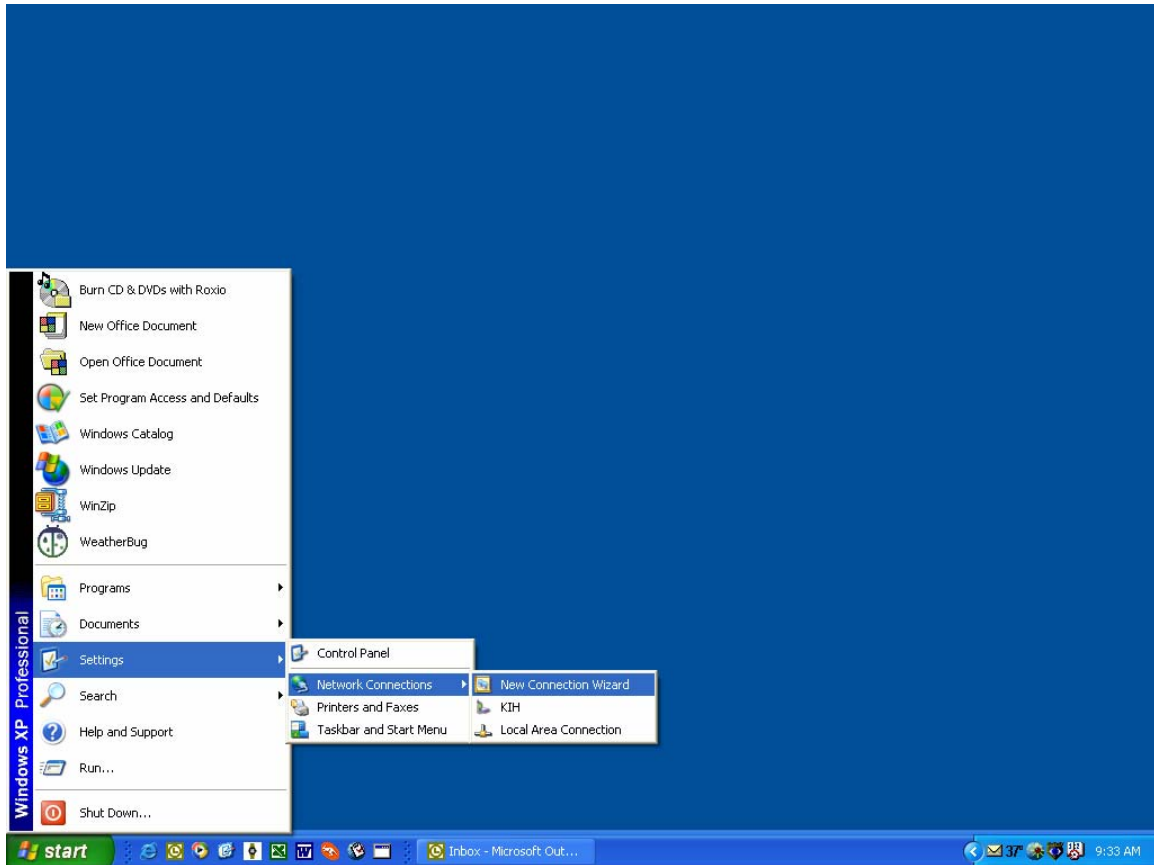 Burn CD & DVDs with Roxio
New Office Document
Open Office Document
Set Program Access and Defaults
Windows Catalog
Windows Update
WinZip
WeatherBug
Programs
Documents
Settings
Search
Help and Support
Run...
Shut Down...
Windows XP Professional
Control Panel
Network Connections
Printers and Faxes
Taskbar and Start Menu
New Connection Wizard
KIH
Local Area Connection
start
Inbox - Microsoft Out...
37°
9:33 AM